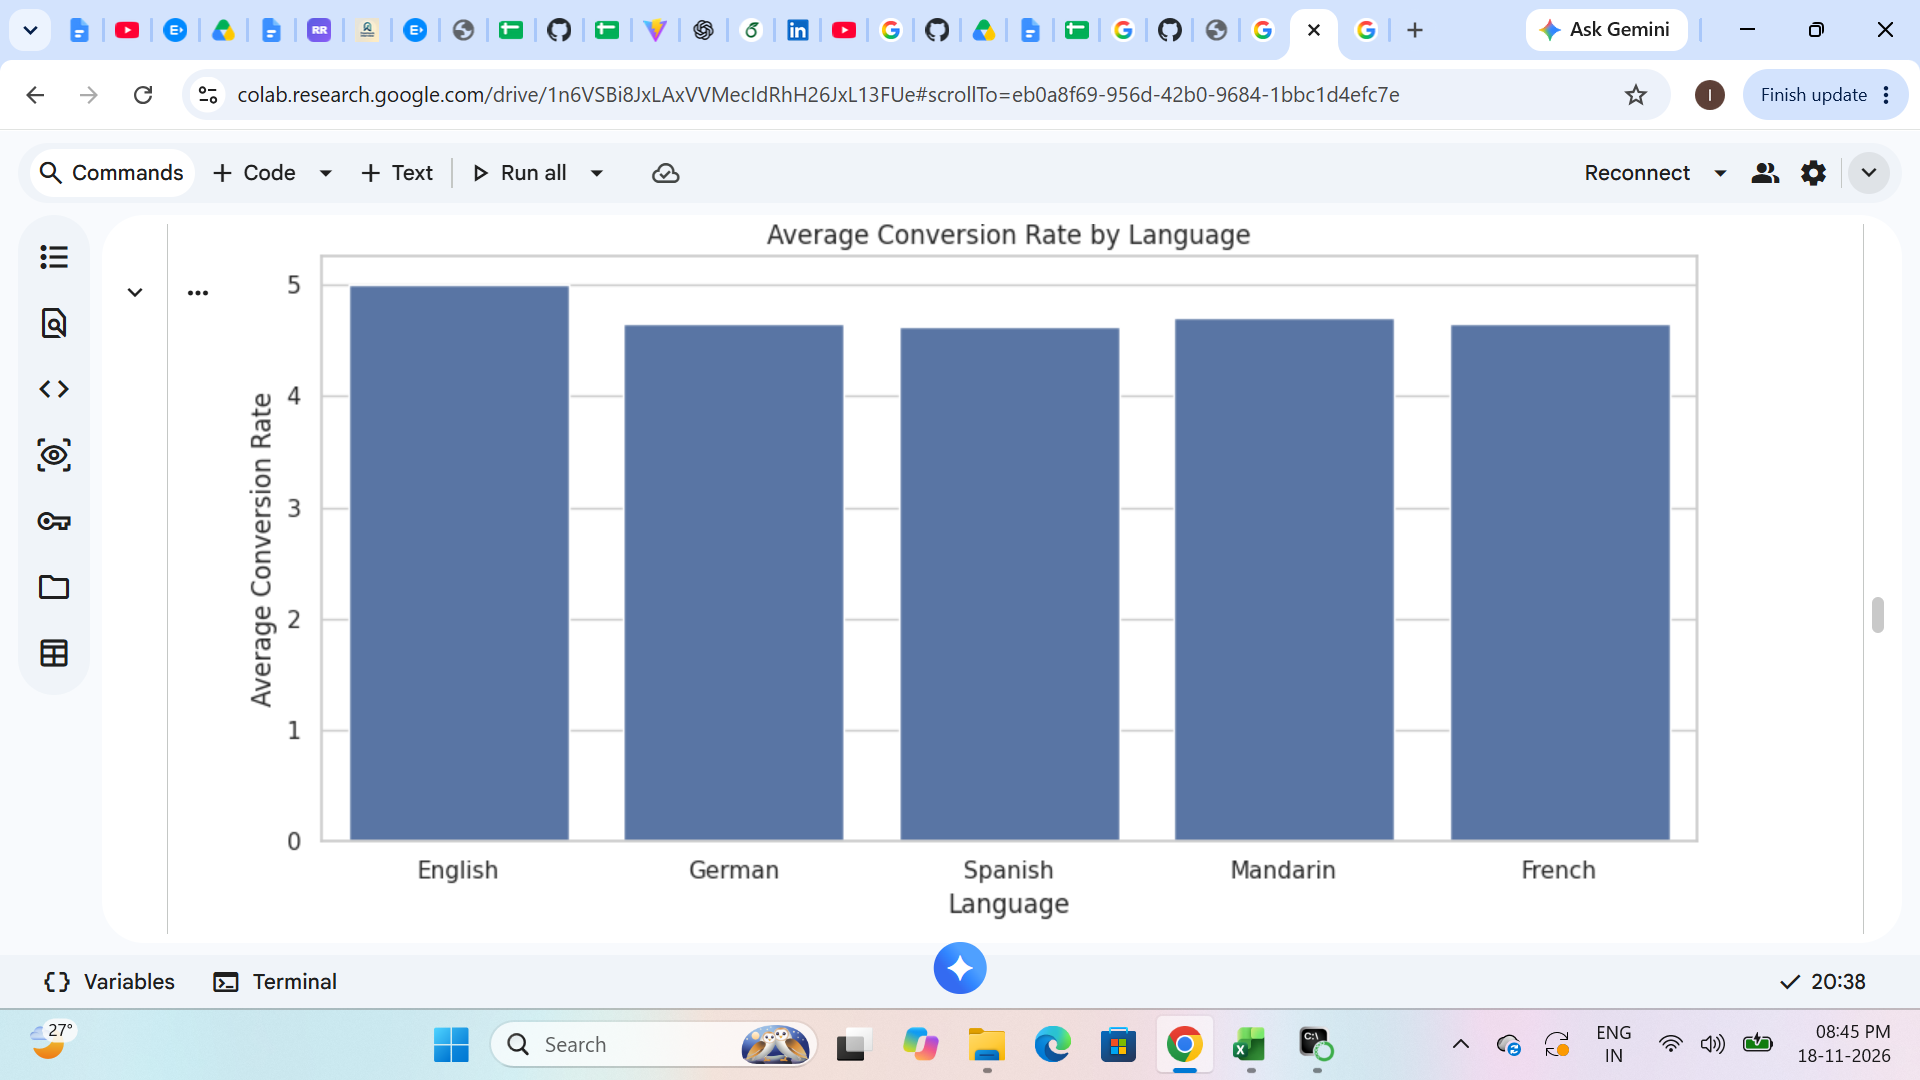 RR
Ask Gemini
colab.research.google.com/drive/1n6VSBi8JxLAxVVMecIdRhH26JxL13FUe#scrollTo=eb0a8f69-956d-42b0-9684-1bbc1d4efc7e
I
Finish update
Commands
Code
Text
Run all
Reconnect
Average Conversion Rate by Language
5
4
3
2
1
0
Average Conversion Rate
English
German
Spanish
Mandarin
French
Language
Variables
Terminal
20:38
27°
Search
ENG
IN
08:45 PM
18-11-2026